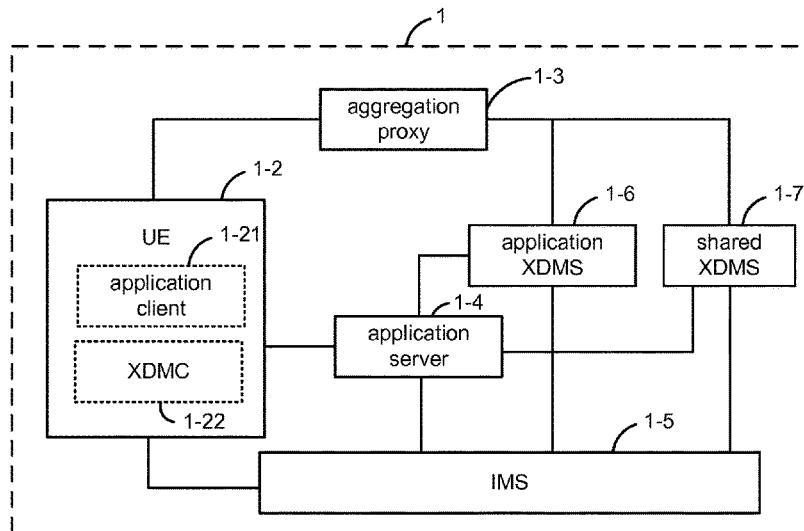 1
1-3
aggregation
proxy
1-2
UE
1-21
application
client
XDMC
1-22
1-6
application
XDMS
1-7
shared
XDMS
1-4
application
server
1-5
IMS